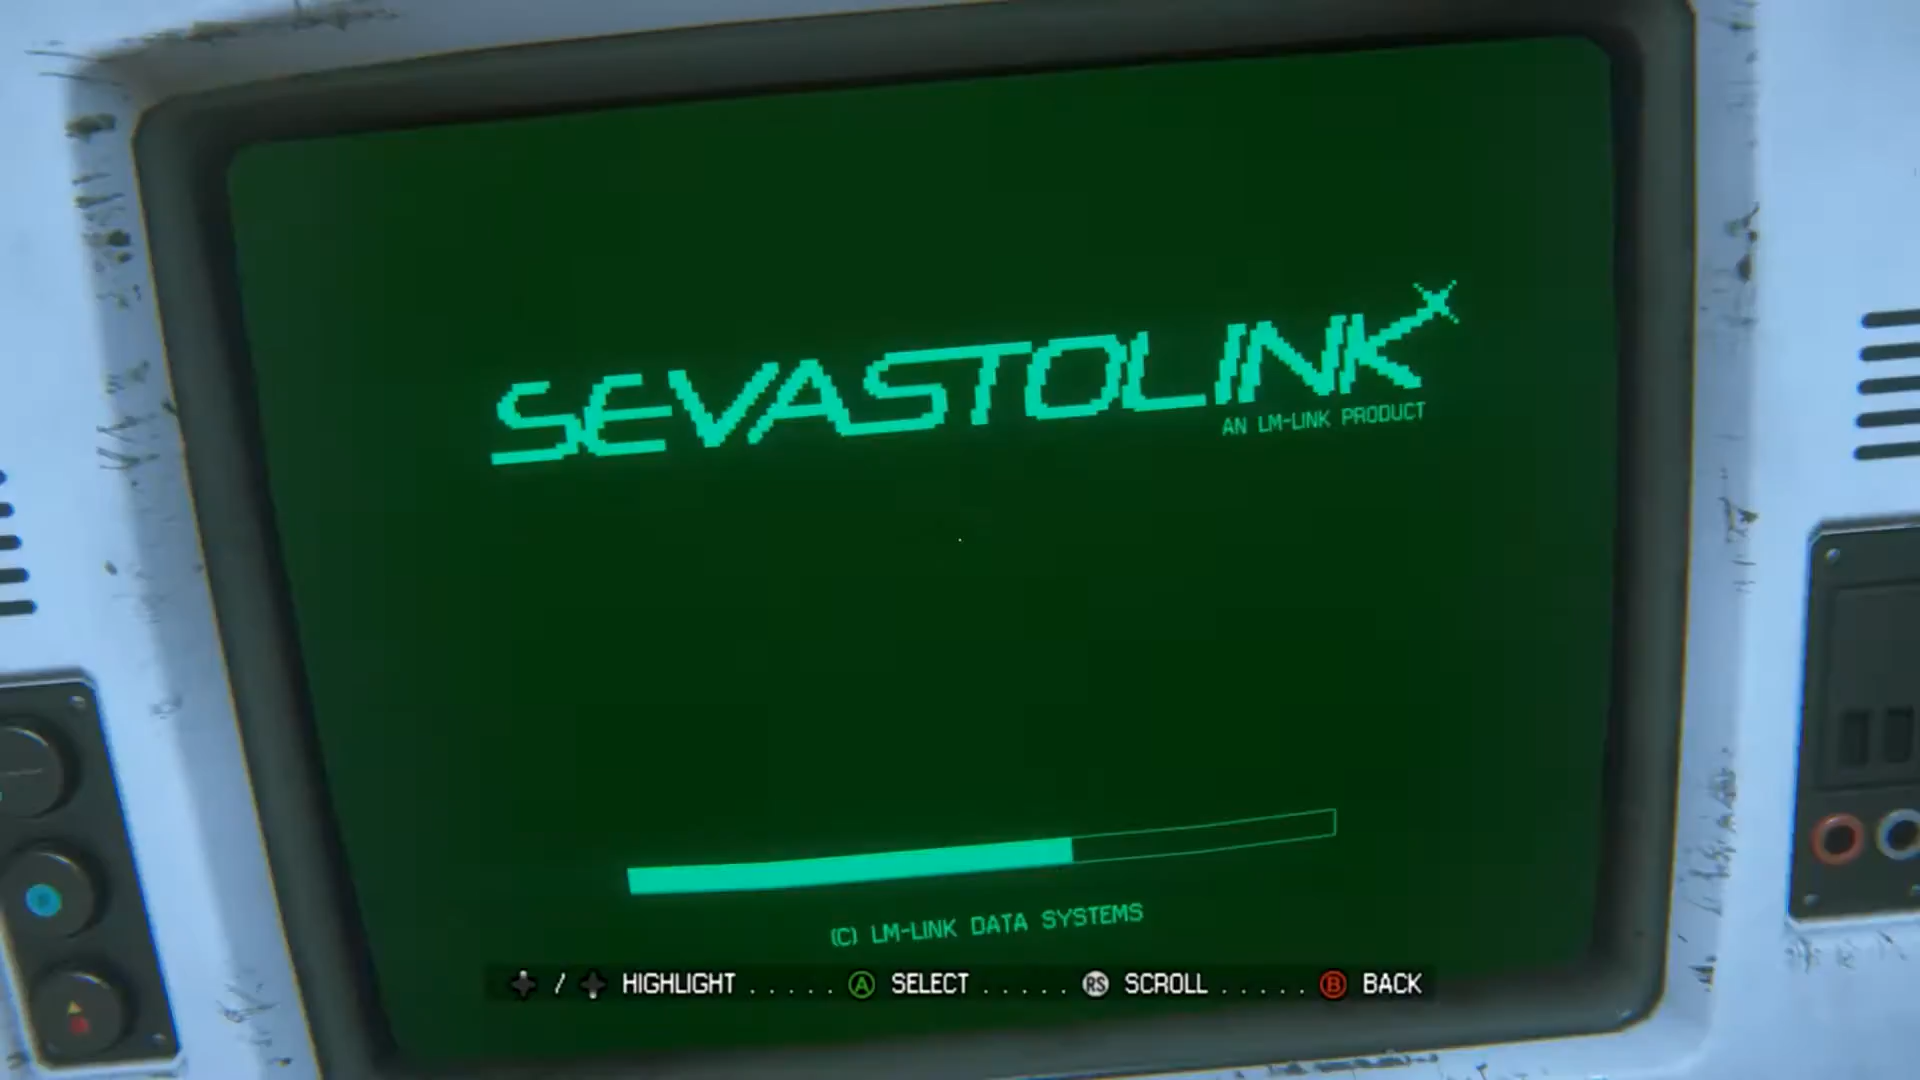 SEVASTOLINK
AN LM-LINK PRODUCT
(C) LM-LINK DATA SYSTEMS
/ HIGHLIGHT ..... A SELECT ..... RS SCROLL ..... B BACK